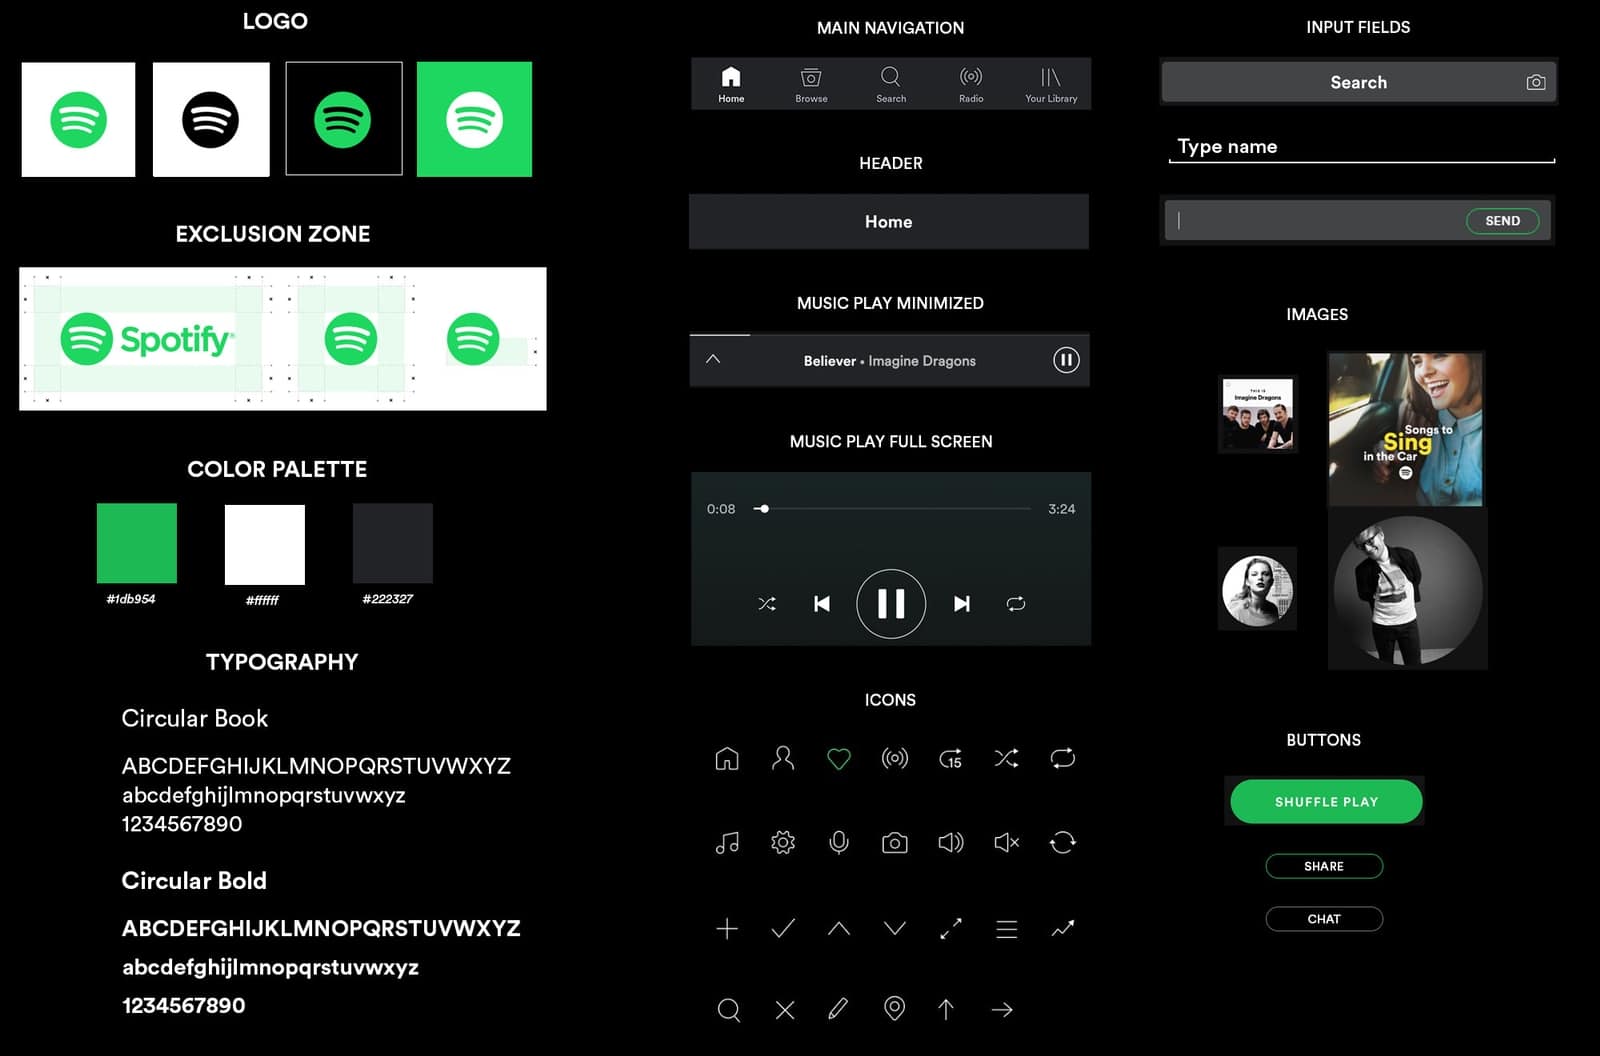 LOGO
EXCLUSION ZONE
Spotify
COLOR PALETTE
#1db954
#ffffff
#222327
TYPOGRAPHY
Circular Book
ABCDEFGHIJKLMNOPQRSTUVWXYZ
abcdefghijlmnopqrstuvwxyz
1234567890
Circular Bold
ABCDEFGHIJKLMNOPQRSTUVWXYZ
abcdefghijlmnopqrstuvwxyz
1234567890
MAIN NAVIGATION
Home Browse Search Radio Your Library
HEADER
Home
MUSIC PLAY MINIMIZED
Believer • Imagine Dragons
MUSIC PLAY FULL SCREEN
0:08 3:24
ICONS
15
INPUT FIELDS
Search
Type name
SEND
IMAGES
THIS IS
Imagine Dragons
Songs to
Sing
in the Car
BUTTONS
SHUFFLE PLAY
SHARE
CHAT